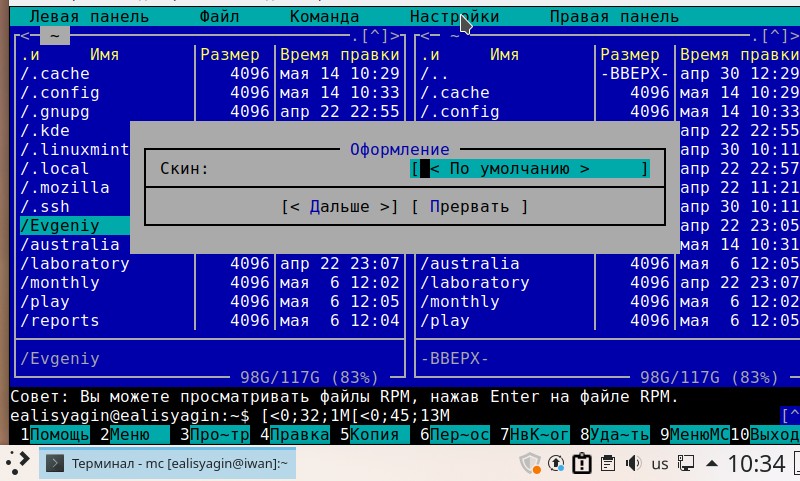 Левая панель Файл Команда Настройки Правая панель
<─ ~ ─ .[^]> <─ ~ ─ .[^]>
.и Имя Размер Время правки .и Имя Размер Время правки
/.cache 4096 мая 14 10:29 /.. -ВВЕРХ- апр 30 12:29
/.config 4096 мая 14 10:33 /.cache 4096 мая 14 10:29
/.gnupg 4096 апр 22 22:55 /.config 4096 мая 14 10:33
/.kde апр 22 22:55
/.linuxmint апр 30 10:11
/.local апр 22 22:57
/.mozilla апр 22 11:21
/.ssh апр 30 10:11
/Evgeniy апр 22 23:05
/australia мая 14 10:31
Оформление
Скин: [< По умолчанию > ]
[< Дальше >] [ Прервать ]
/laboratory 4096 апр 22 23:07 /australia 4096 мая 6 12:05
/monthly 4096 мая 6 12:02 /laboratory 4096 апр 22 23:07
/play 4096 мая 6 12:05 /monthly 4096 мая 6 12:02
/reports 4096 мая 6 12:04 /play 4096 мая 6 12:05
/Evgeniy -ВВЕРХ-
98G/117G (83%) 98G/117G (83%)
Совет: Вы можете просматривать файлы RPM, нажав Enter на файле RPM.
ealisyagin@ealisyagin:~$ [<0;32;1M[<0;45;13M [^
1Помощь 2Меню 3Про~тр 4Правка 5Копия 6Пер~ос 7НвК~ог 8Уда~ть 9МенюMC 10Выход
Терминал - mc [ealisyagin@iwan]:~ us 10:34